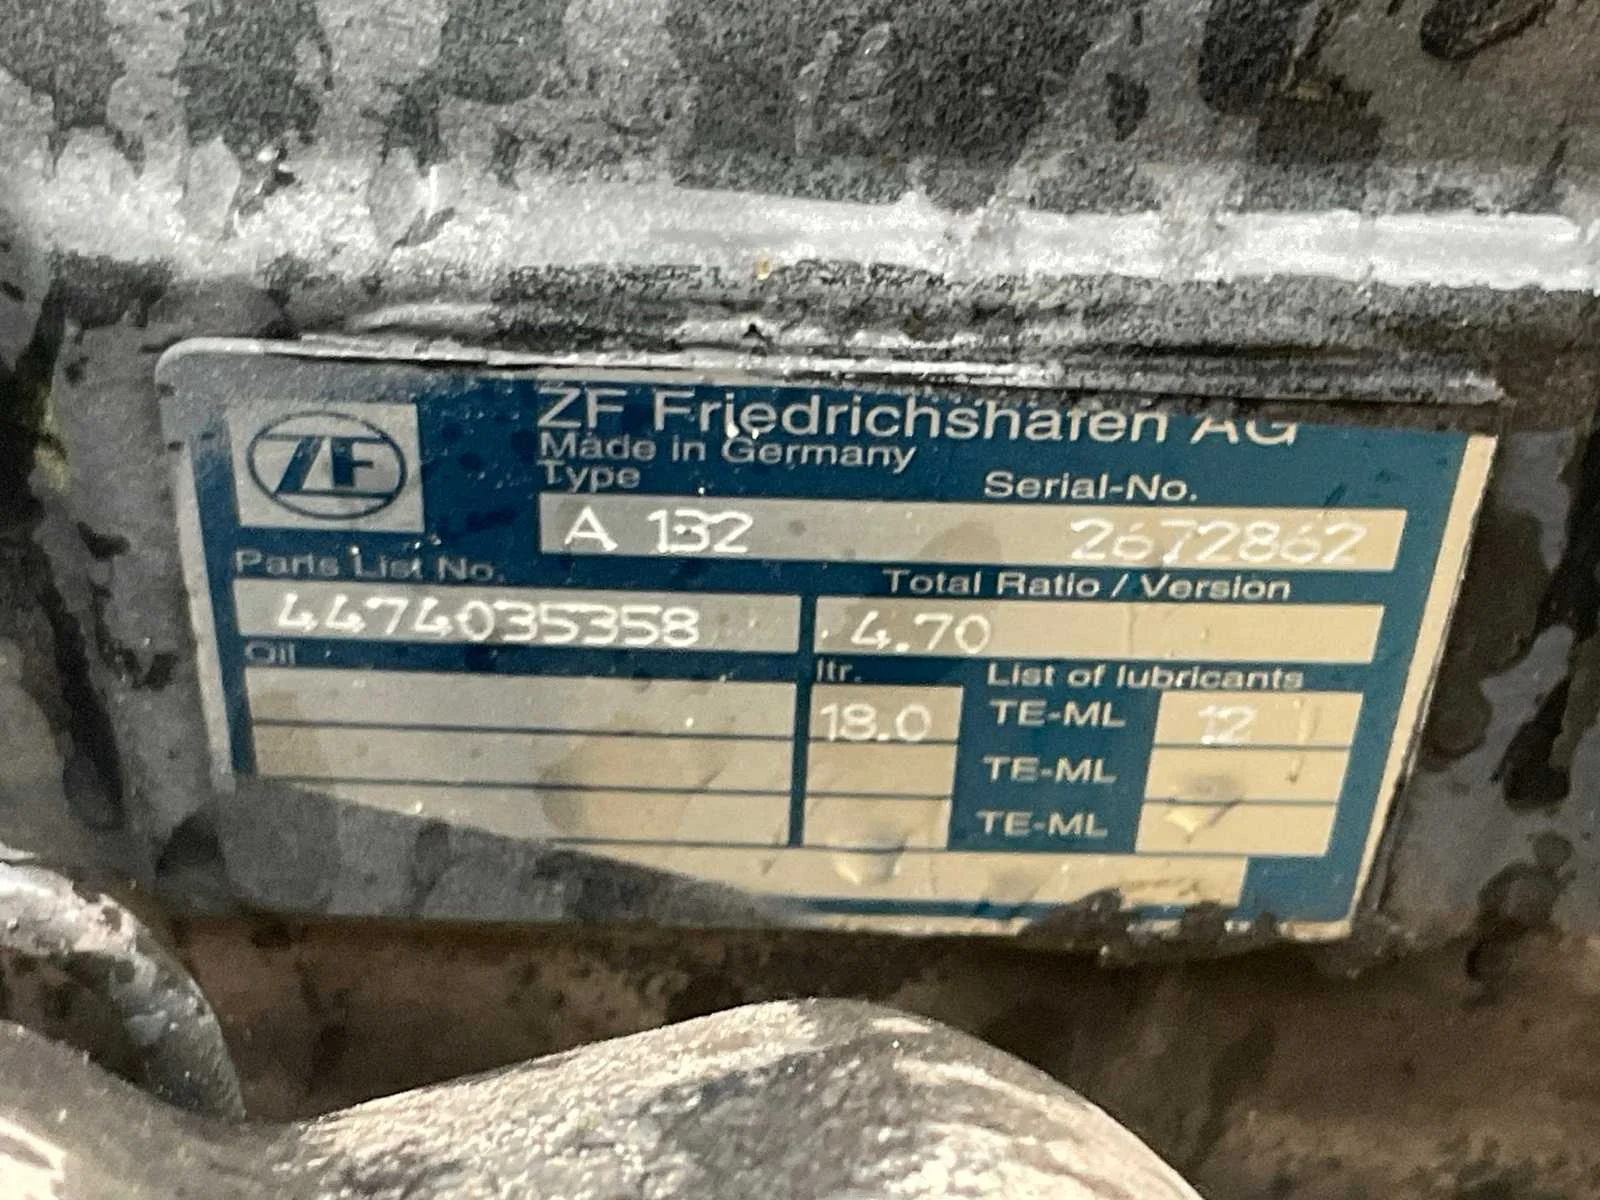 ZF Friedrichshafen AG
ZF
Made in Germany
Type
Serial-No.
A 132
2672862
Parts List No.
Total Ratio / Version
4474035358
4.70
Oil
ltr.
List of lubricants
18.0
TE-ML
12
TE-ML
TE-ML